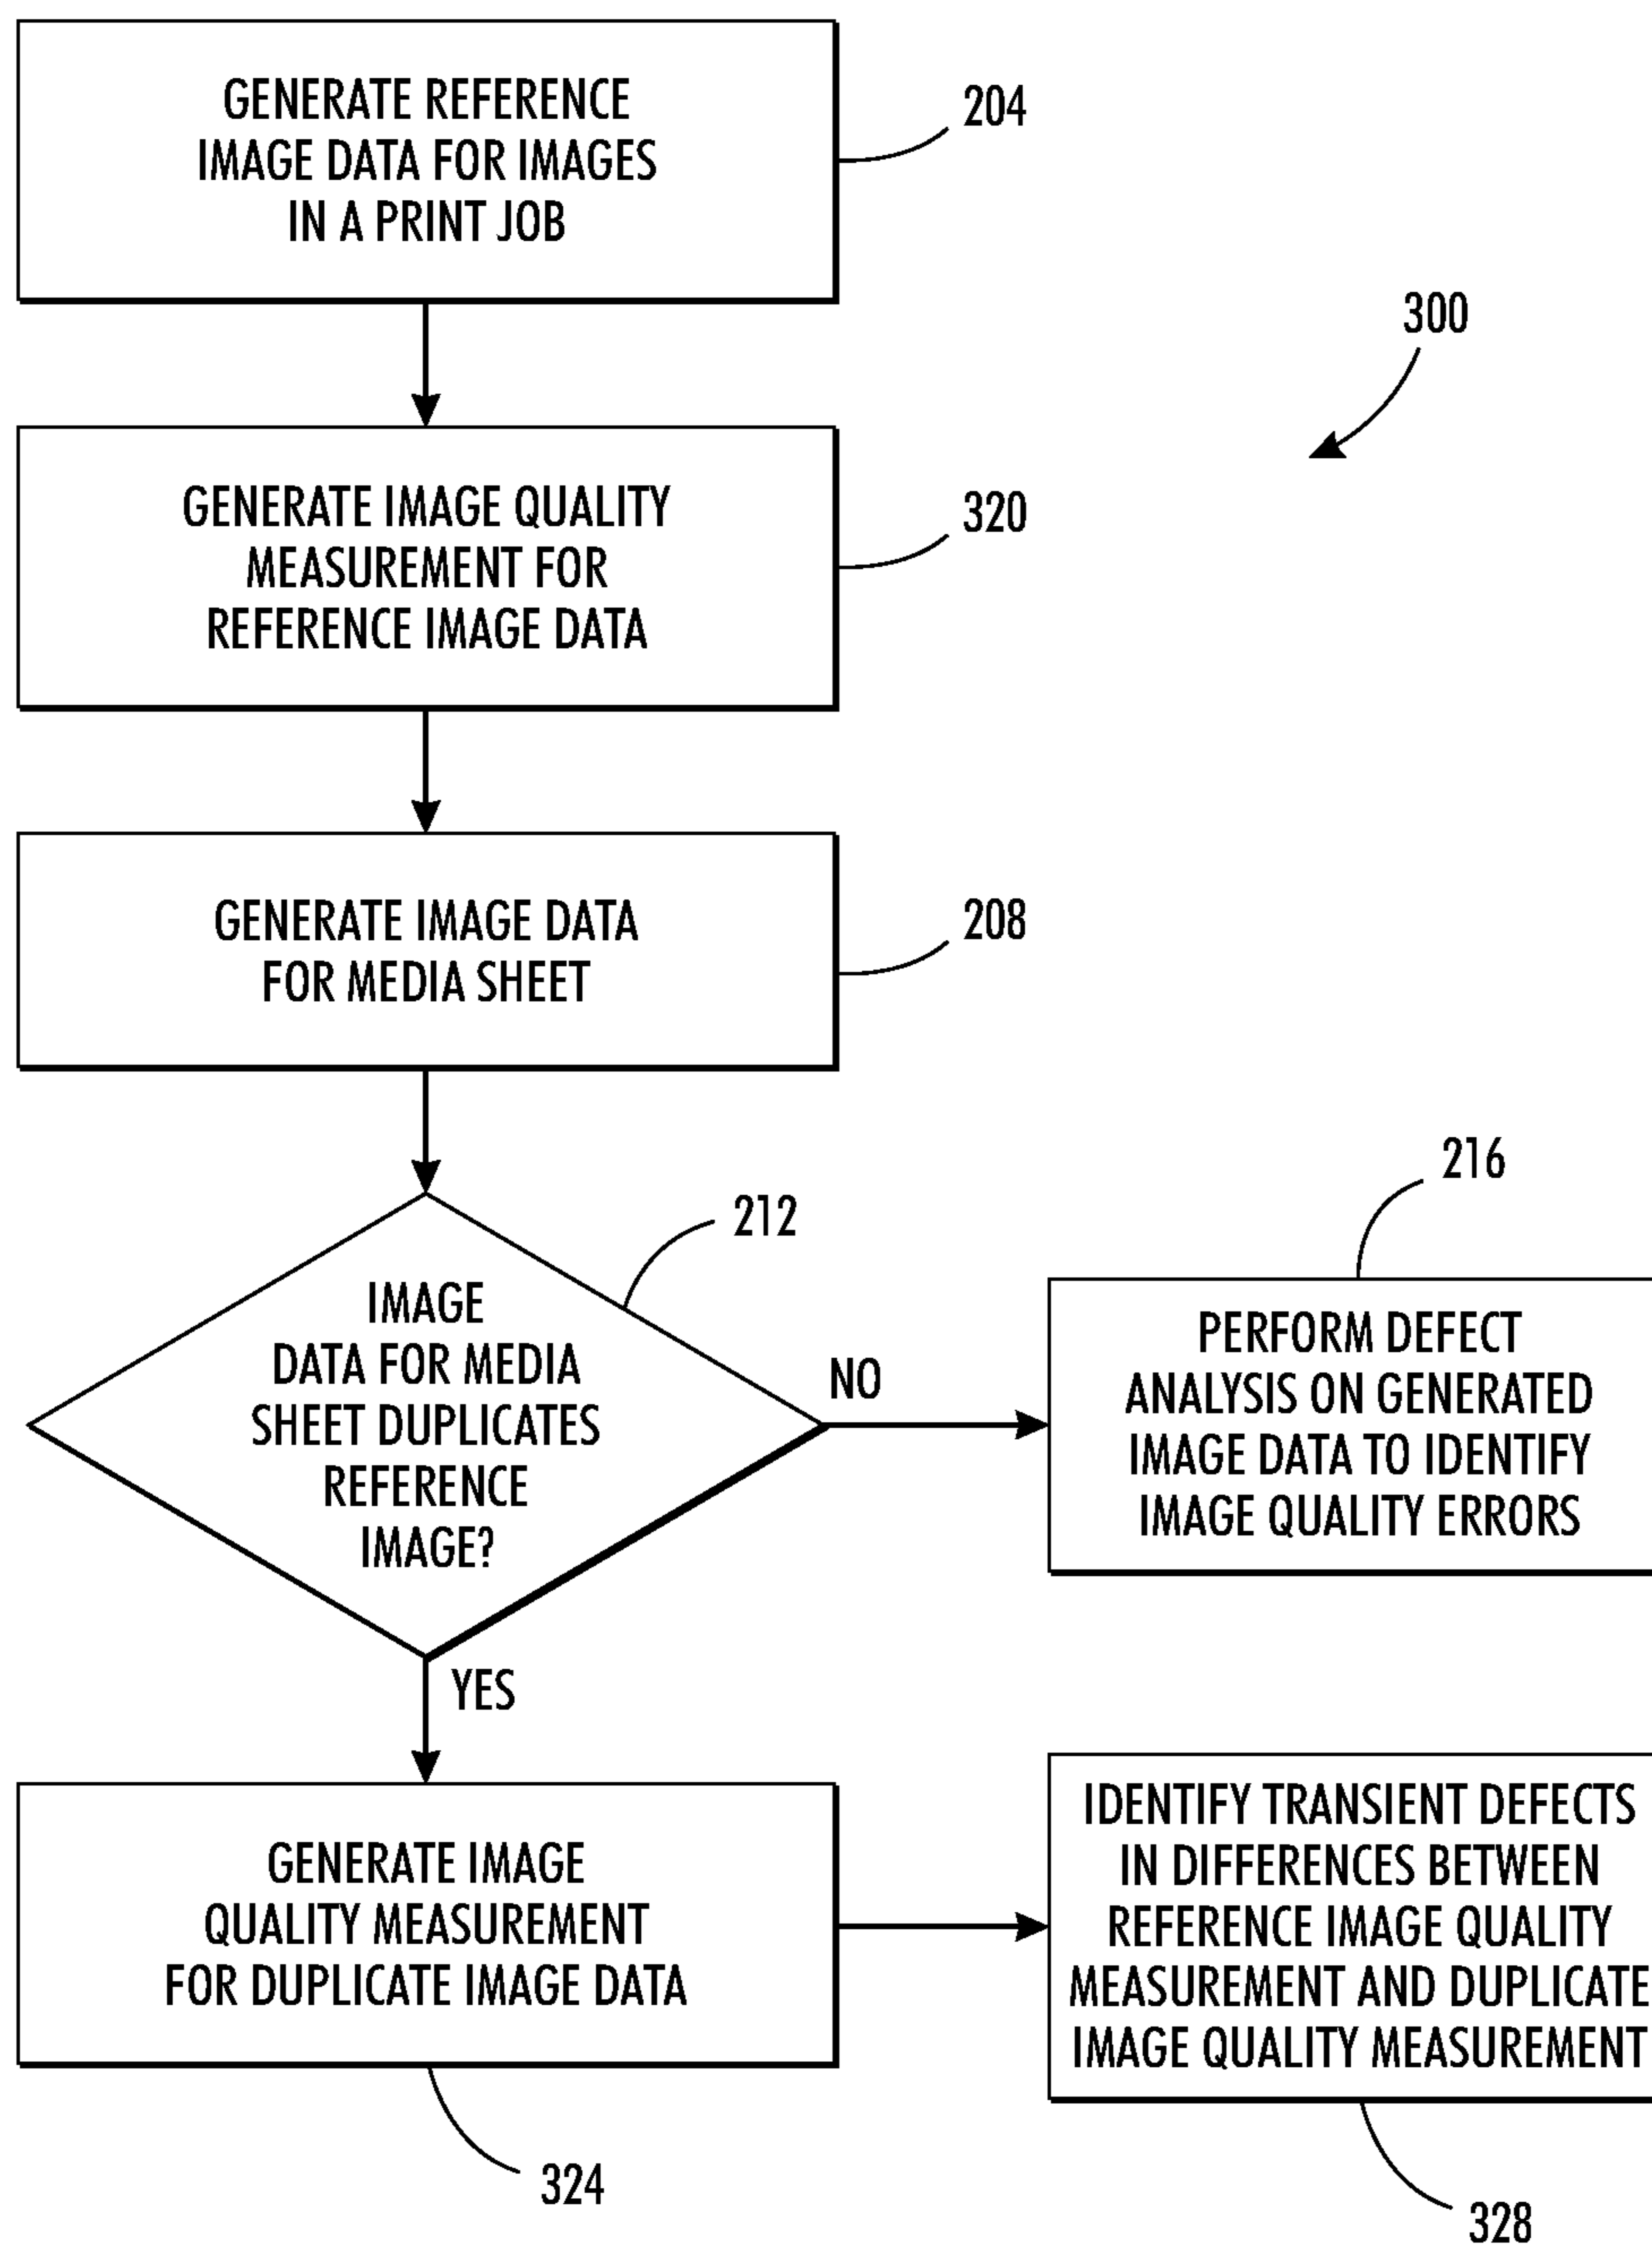 GENERATE REFERENCE
IMAGE DATA FOR IMAGES
IN A PRINT JOB
204
300
GENERATE IMAGE QUALITY
MEASUREMENT FOR
REFERENCE IMAGE DATA
320
GENERATE IMAGE DATA
FOR MEDIA SHEET
208
IMAGE
DATA FOR MEDIA
SHEET DUPLICATES
REFERENCE
IMAGE?
212
NO
216
PERFORM DEFECT
ANALYSIS ON GENERATED
IMAGE DATA TO IDENTIFY
IMAGE QUALITY ERRORS
YES
GENERATE IMAGE
QUALITY MEASUREMENT
FOR DUPLICATE IMAGE DATA
324
IDENTIFY TRANSIENT DEFECTS
IN DIFFERENCES BETWEEN
REFERENCE IMAGE QUALITY
MEASUREMENT AND DUPLICATE
IMAGE QUALITY MEASUREMENT
328